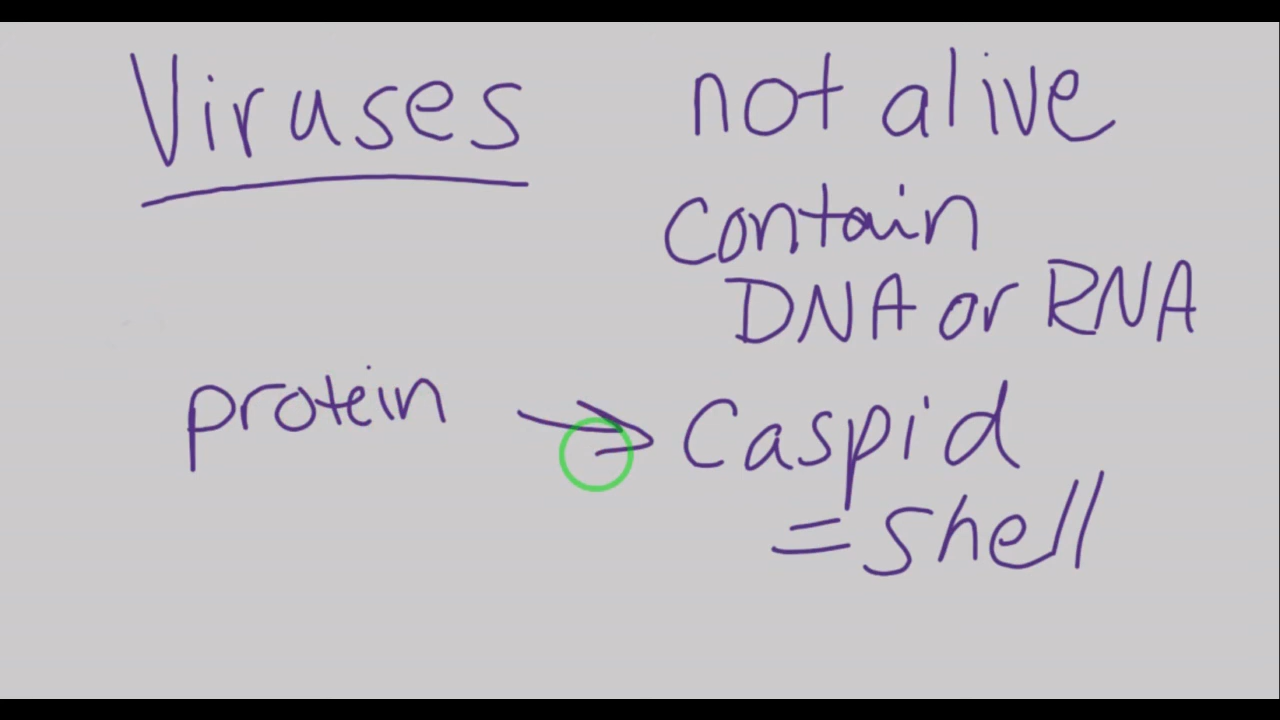 Viruses not alive
contain
DNA or RNA
protein → Caspid
= shell